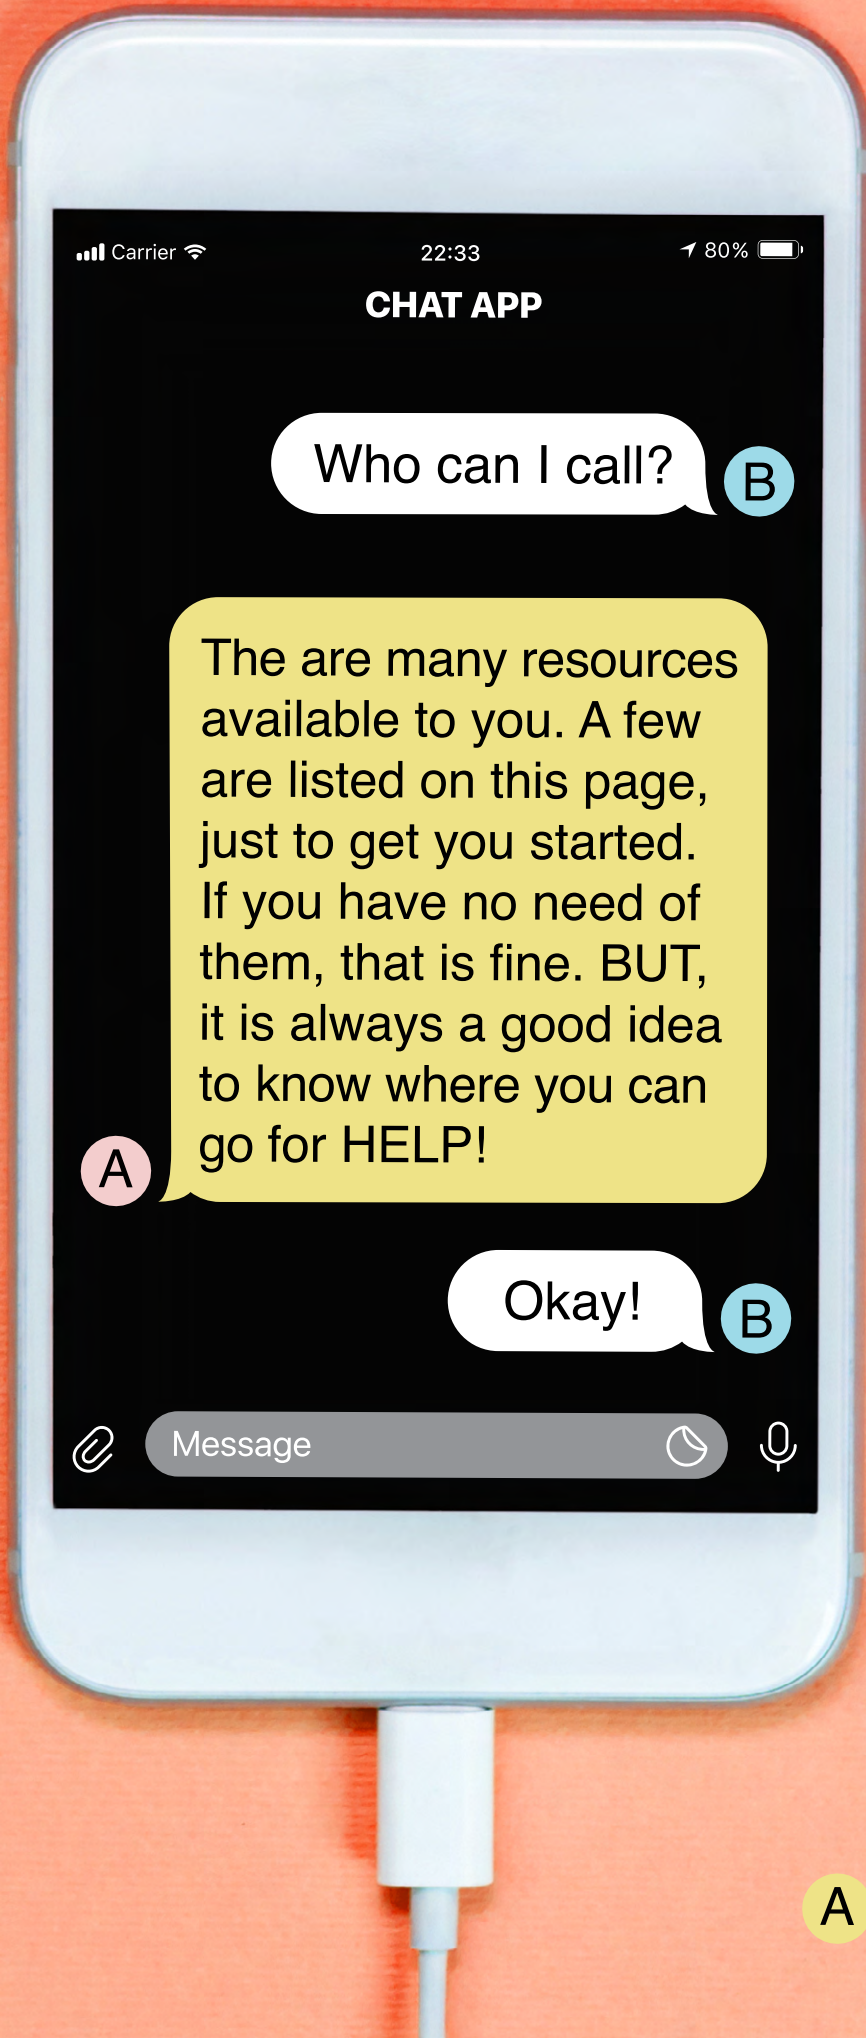 Carrier 22:33 80%
CHAT APP
Who can I call?
B
The are many resources
available to you. A few
are listed on this page,
just to get you started.
If you have no need of
them, that is fine. BUT,
it is always a good idea
to know where you can
go for HELP!
A
Okay!
B
Message
A